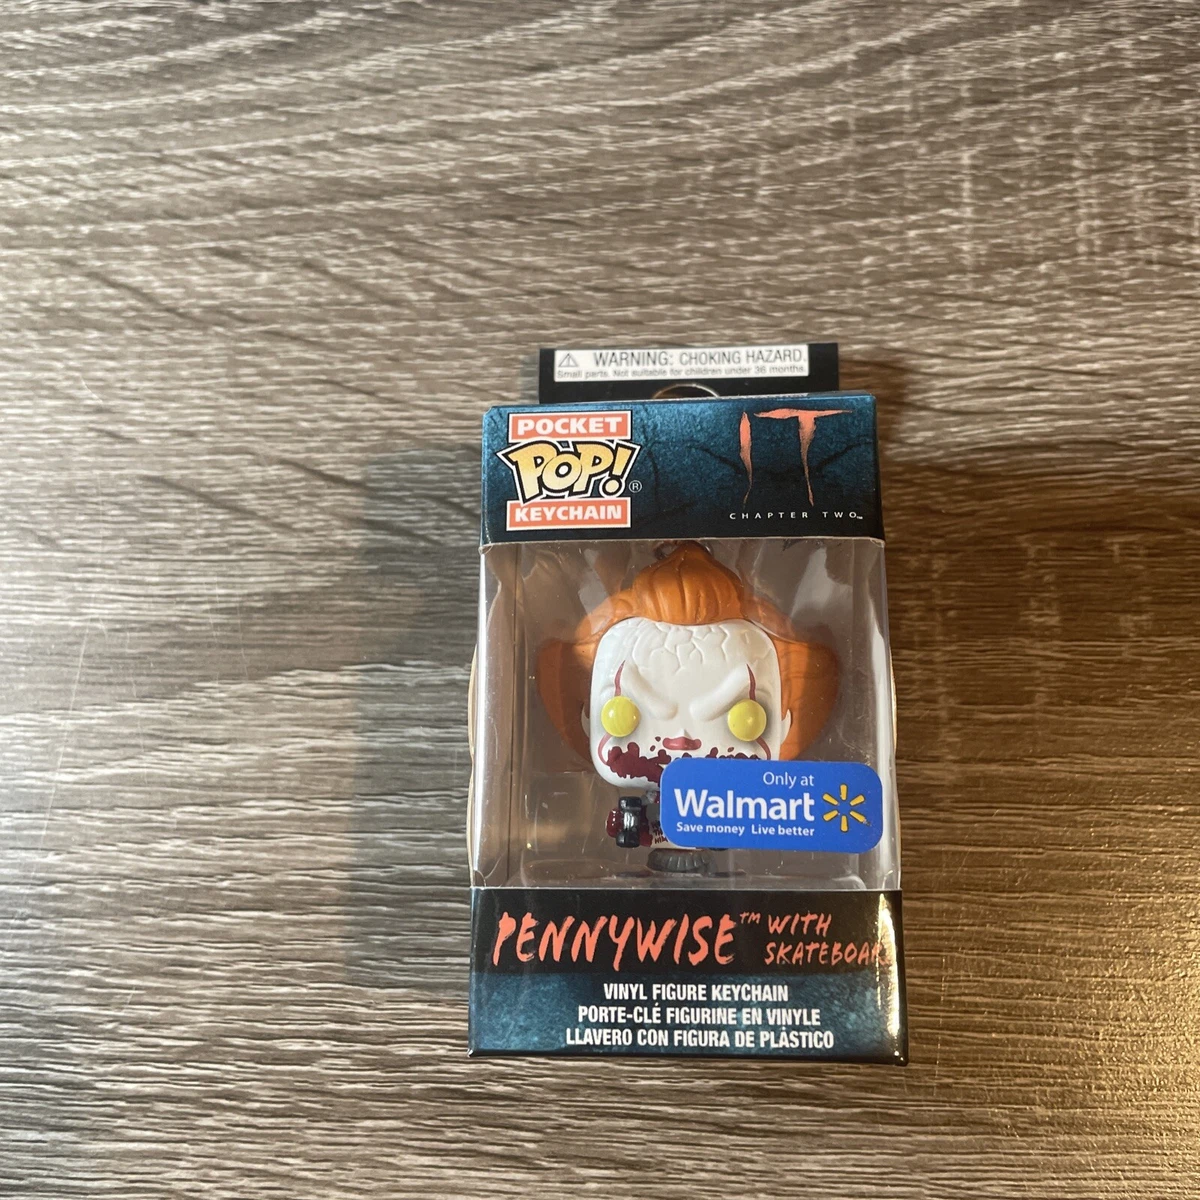 WARNING: CHOKING HAZARD.
Small parts. Not suitable for children under 36 months.
POCKET
POP! ®
KEYCHAIN
IT
CHAPTER TWO™
Only at
Walmart
Save money Live better
PENNYWISE™ WITH
SKATEBOAR
VINYL FIGURE KEYCHAIN
PORTE-CLÉ FIGURINE EN VINYLE
LLAVERO CON FIGURA DE PLÁSTICO